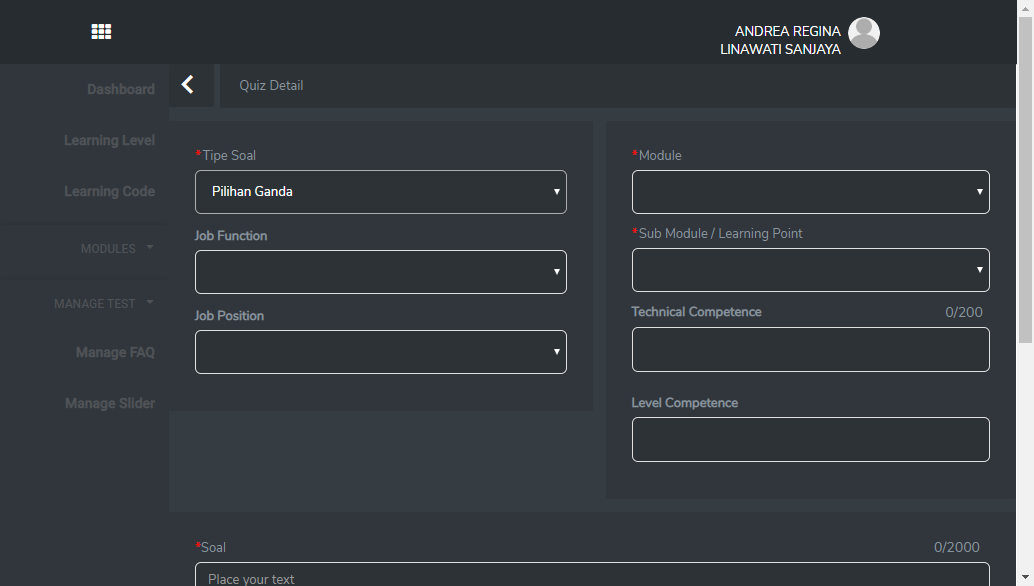 ANDREA REGINA
LINAWATI SANJAYA
Dashboard
Learning Level
Learning Code
MODULES
MANAGE TEST
Manage FAQ
Manage Slider
Quiz Detail
*Tipe Soal
Pilihan Ganda
Job Function
Job Position
*Module
*Sub Module / Learning Point
Technical Competence 0/200
Level Competence
*Soal 0/2000
Place your text